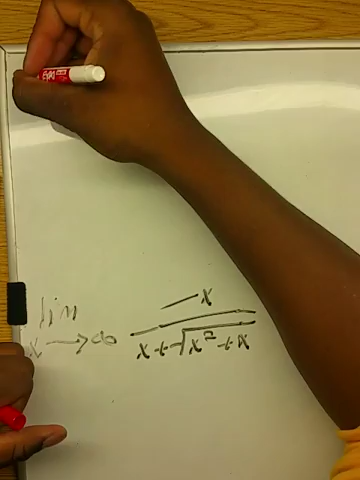 lim x→∞ -x / x+√x²+x